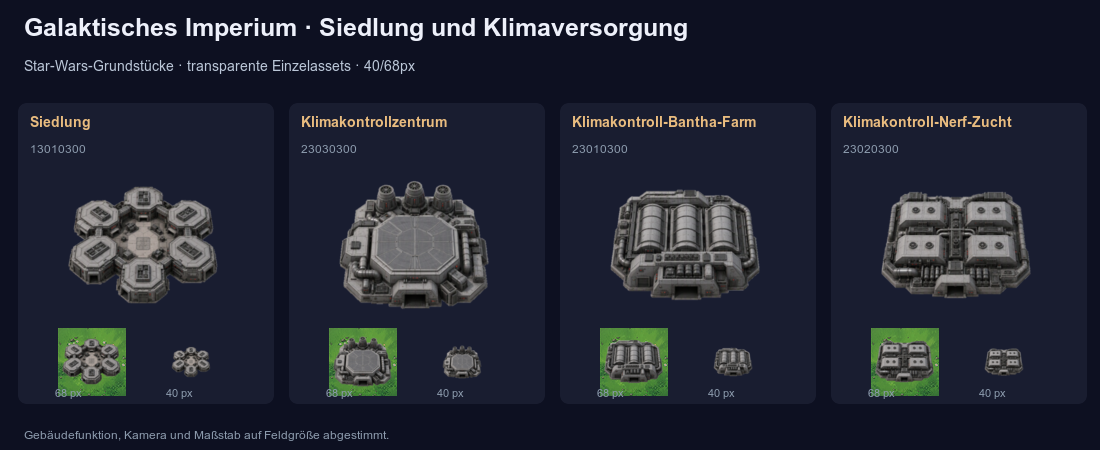 Galaktisches Imperium · Siedlung und Klimaversorgung
Star-Wars-Grundstücke · transparente Einzelassets · 40/68px
Siedlung
13010300
68 px
40 px
Klimakontrollzentrum
23030300
68 px
40 px
Klimakontroll-Bantha-Farm
23010300
68 px
40 px
Klimakontroll-Nerf-Zucht
23020300
68 px
40 px
Gebäudefunktion, Kamera und Maßstab auf Feldgröße abgestimmt.